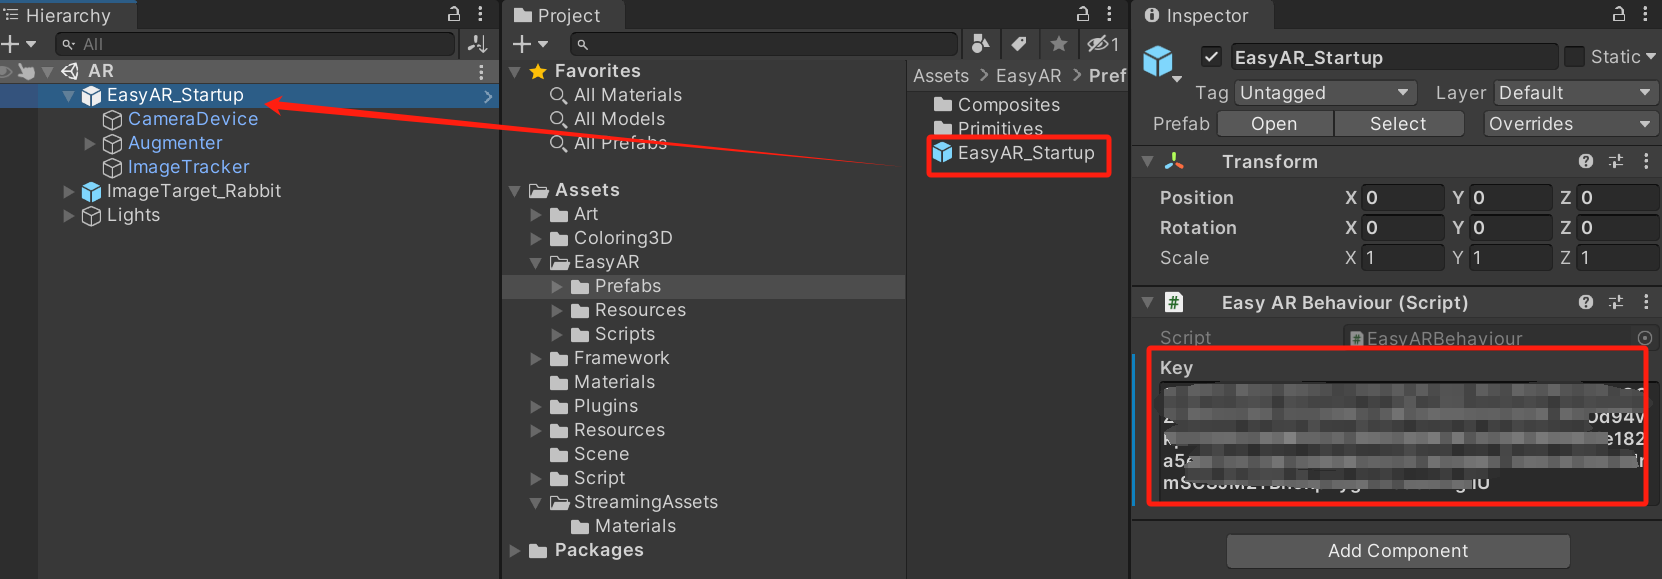 Hierarchy
All
AR
EasyAR_Startup
CameraDevice
Augmenter
ImageTracker
ImageTarget_Rabbit
Lights
Project
1
Favorites
All Materials
All Models
All Prefabs
Assets
Art
Coloring3D
EasyAR
Prefabs
Resources
Scripts
Framework
Materials
Plugins
Resources
Scene
Script
StreamingAssets
Materials
Packages
Assets > EasyAR > Pref
Composites
Primitives
EasyAR_Startup
Inspector
EasyAR_Startup Static
Tag Untagged Layer Default
Prefab Open Select Overrides
Transform
Position X 0 Y 0 Z 0
Rotation X 0 Y 0 Z 0
Scale X 1 Y 1 Z 1
# Easy AR Behaviour (Script)
Script # EasyARBehaviour
Key
Add Component